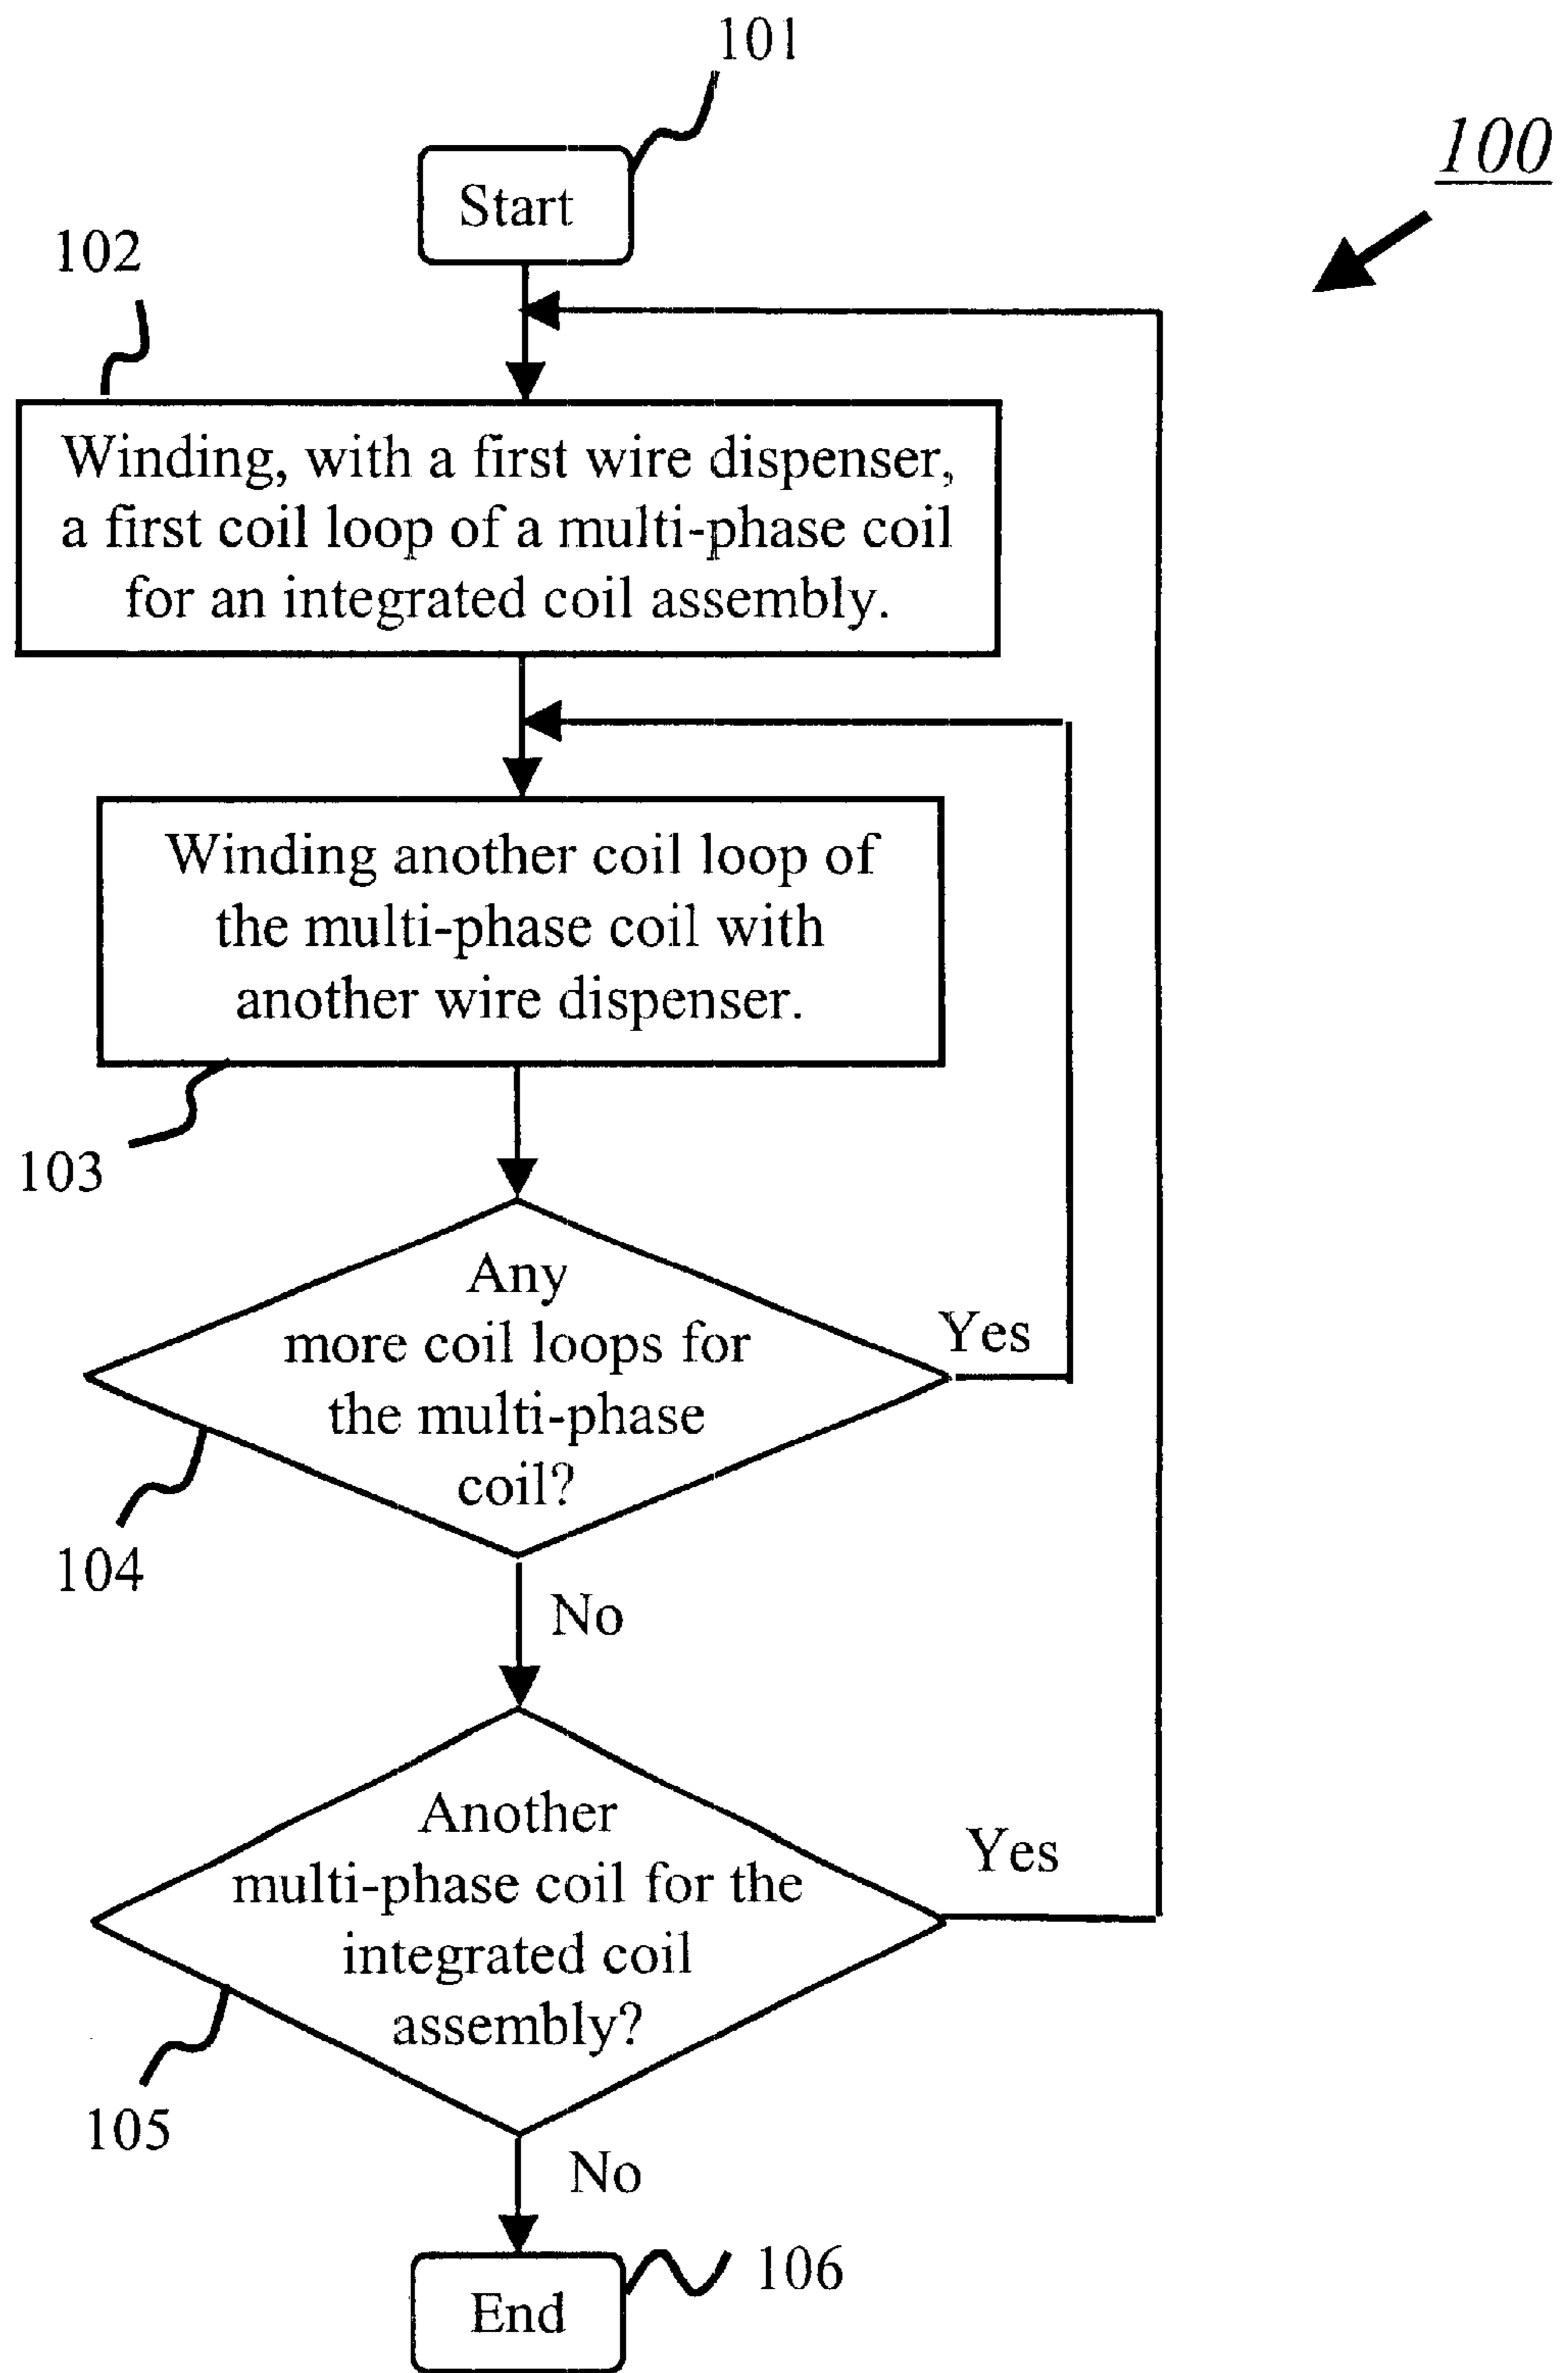 101
100
Start
102
Winding, with a first wire dispenser,
a first coil loop of a multi-phase coil
for an integrated coil assembly.
Winding another coil loop of
the multi-phase coil with
another wire dispenser.
103
Any
more coil loops for
the multi-phase
coil?
Yes
104
No
Another
multi-phase coil for the
integrated coil
assembly?
Yes
105
No
End
106